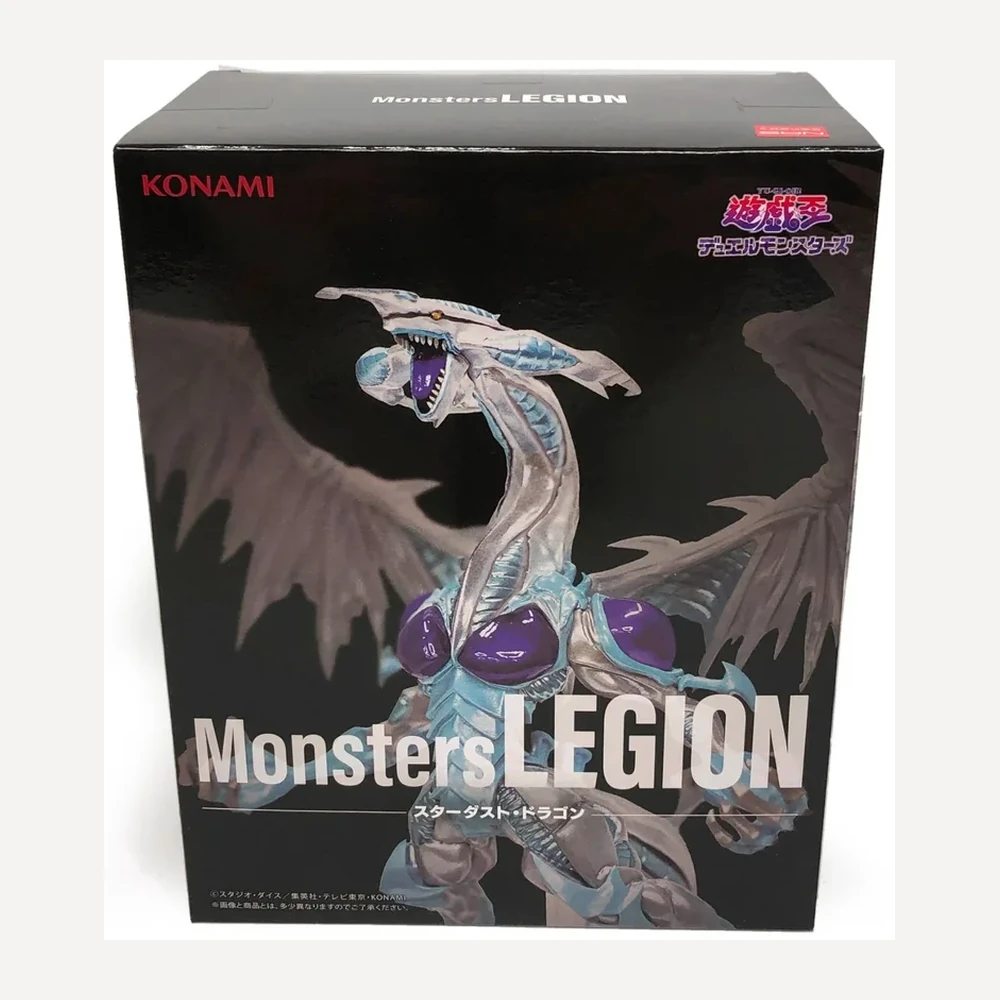 Monsters LEGION
KONAMI
YU-GI-OH!
遊戯王
デュエルモンスターズ
Monsters LEGION
スターダスト・ドラゴン
©スタジオ・ダイス／集英社・テレビ東京・KONAMI
※画像と商品とは、多少異なりますのでご了承ください。